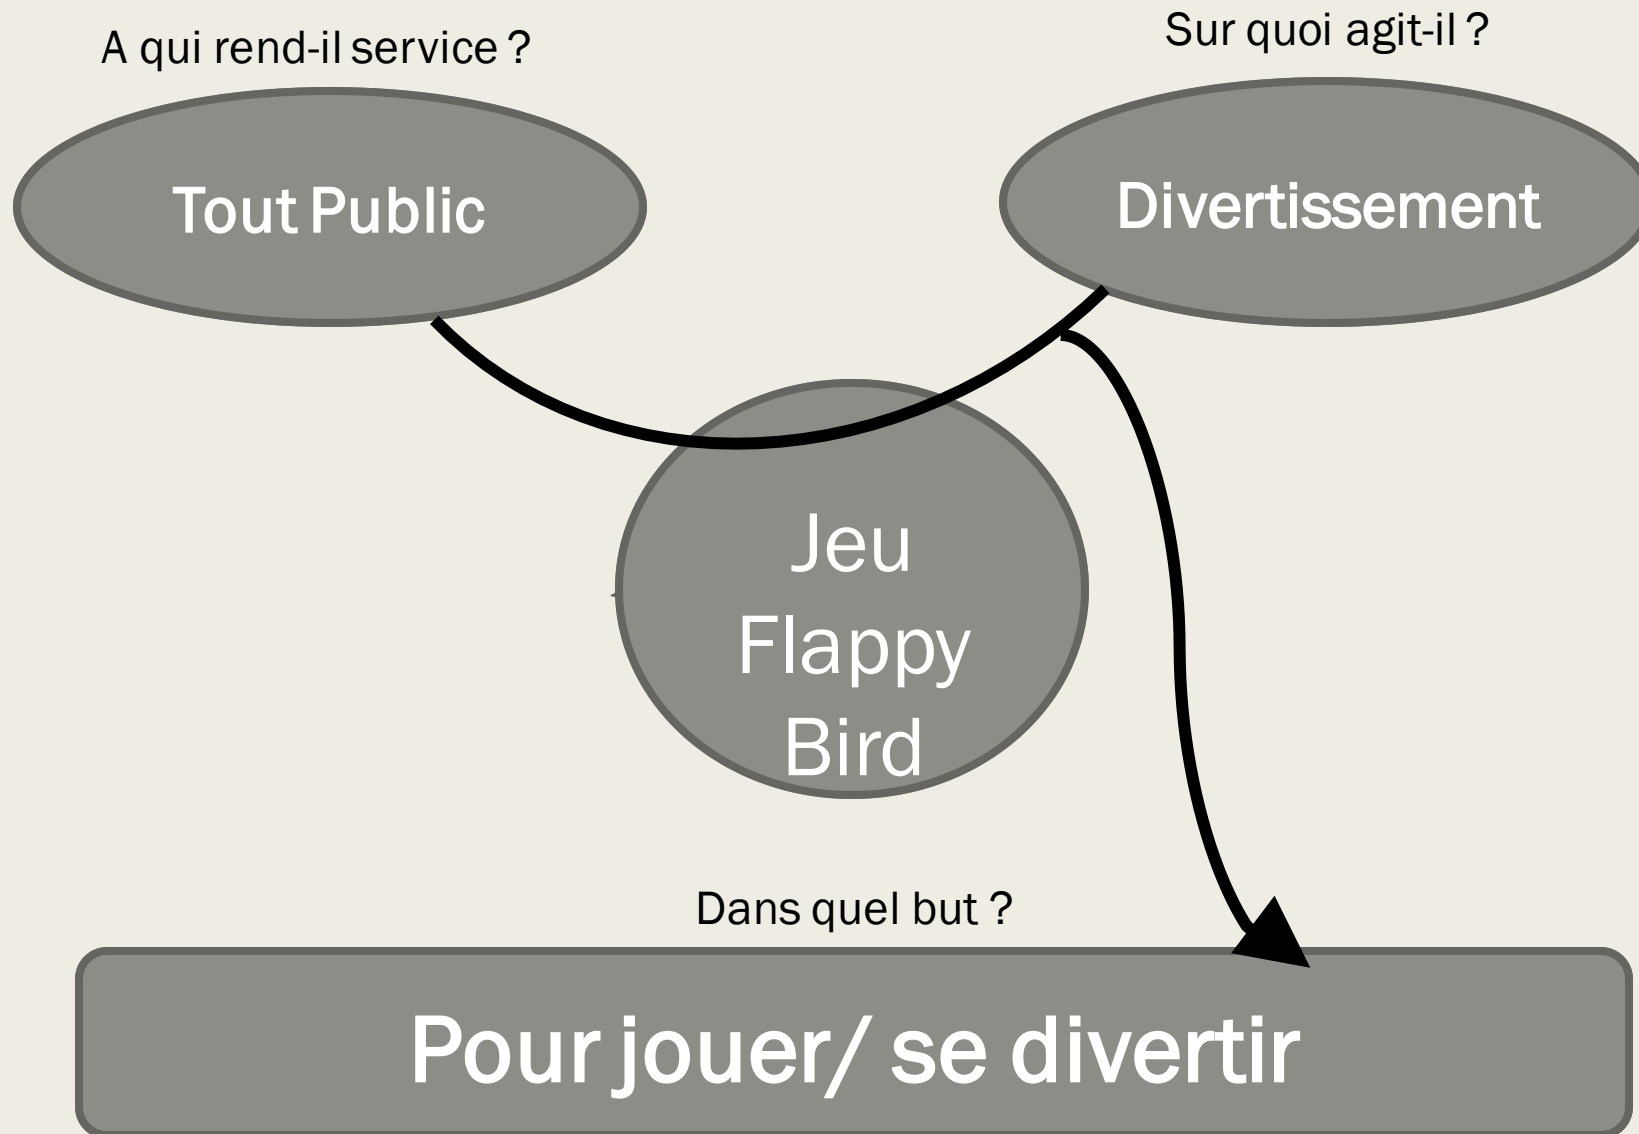 A qui rend-il service ?
Sur quoi agit-il ?
Tout Public
Divertissement
Jeu
Flappy
Bird
Dans quel but ?
Pour jouer/ se divertir